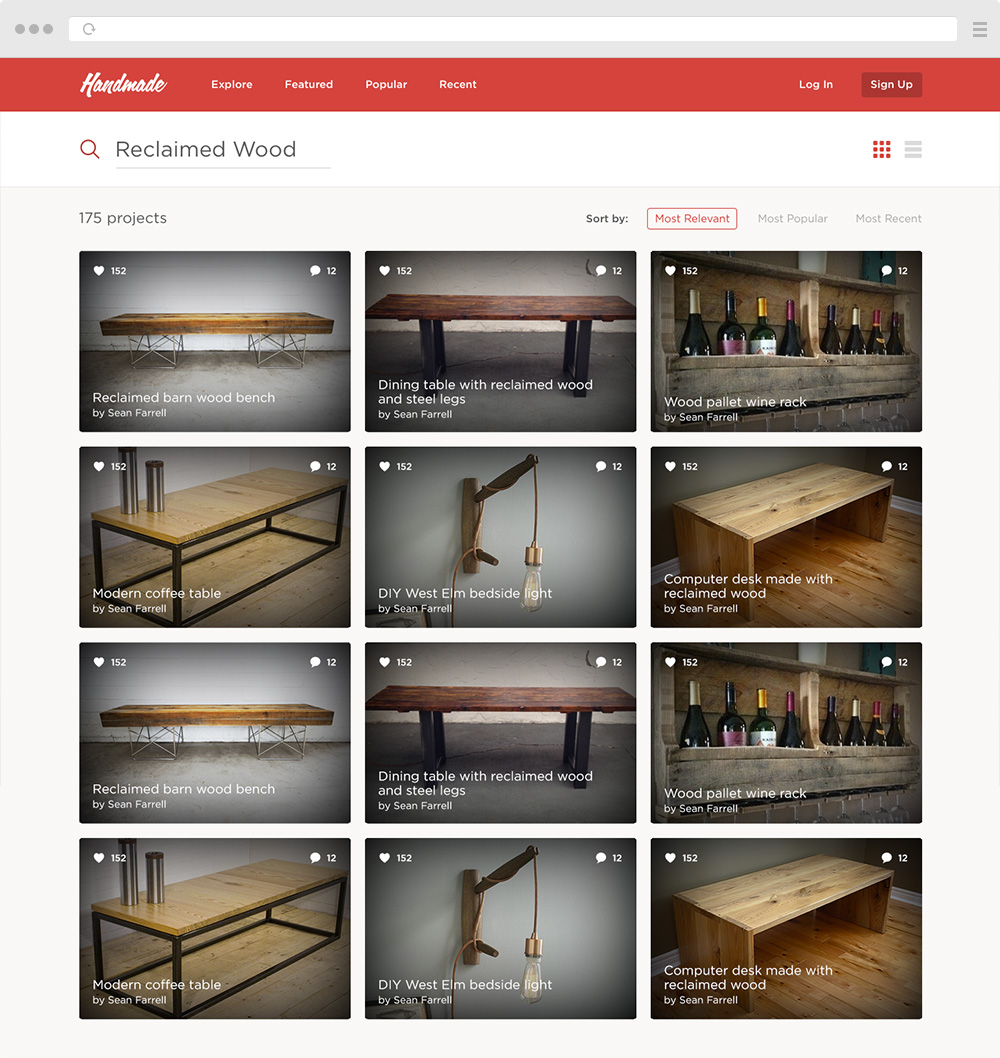 Handmade Explore Featured Popular Recent Log In Sign Up
Reclaimed Wood
175 projects Sort by: Most Relevant Most Popular Most Recent
152 12
Reclaimed barn wood bench
by Sean Farrell
152 12
Dining table with reclaimed wood
and steel legs
by Sean Farrell
152 12
Wood pallet wine rack
by Sean Farrell
152 12
Modern coffee table
by Sean Farrell
152 12
DIY West Elm bedside light
by Sean Farrell
152 12
Computer desk made with
reclaimed wood
by Sean Farrell
152 12
Reclaimed barn wood bench
by Sean Farrell
152 12
Dining table with reclaimed wood
and steel legs
by Sean Farrell
152 12
Wood pallet wine rack
by Sean Farrell
152 12
Modern coffee table
by Sean Farrell
152 12
DIY West Elm bedside light
by Sean Farrell
152 12
Computer desk made with
reclaimed wood
by Sean Farrell